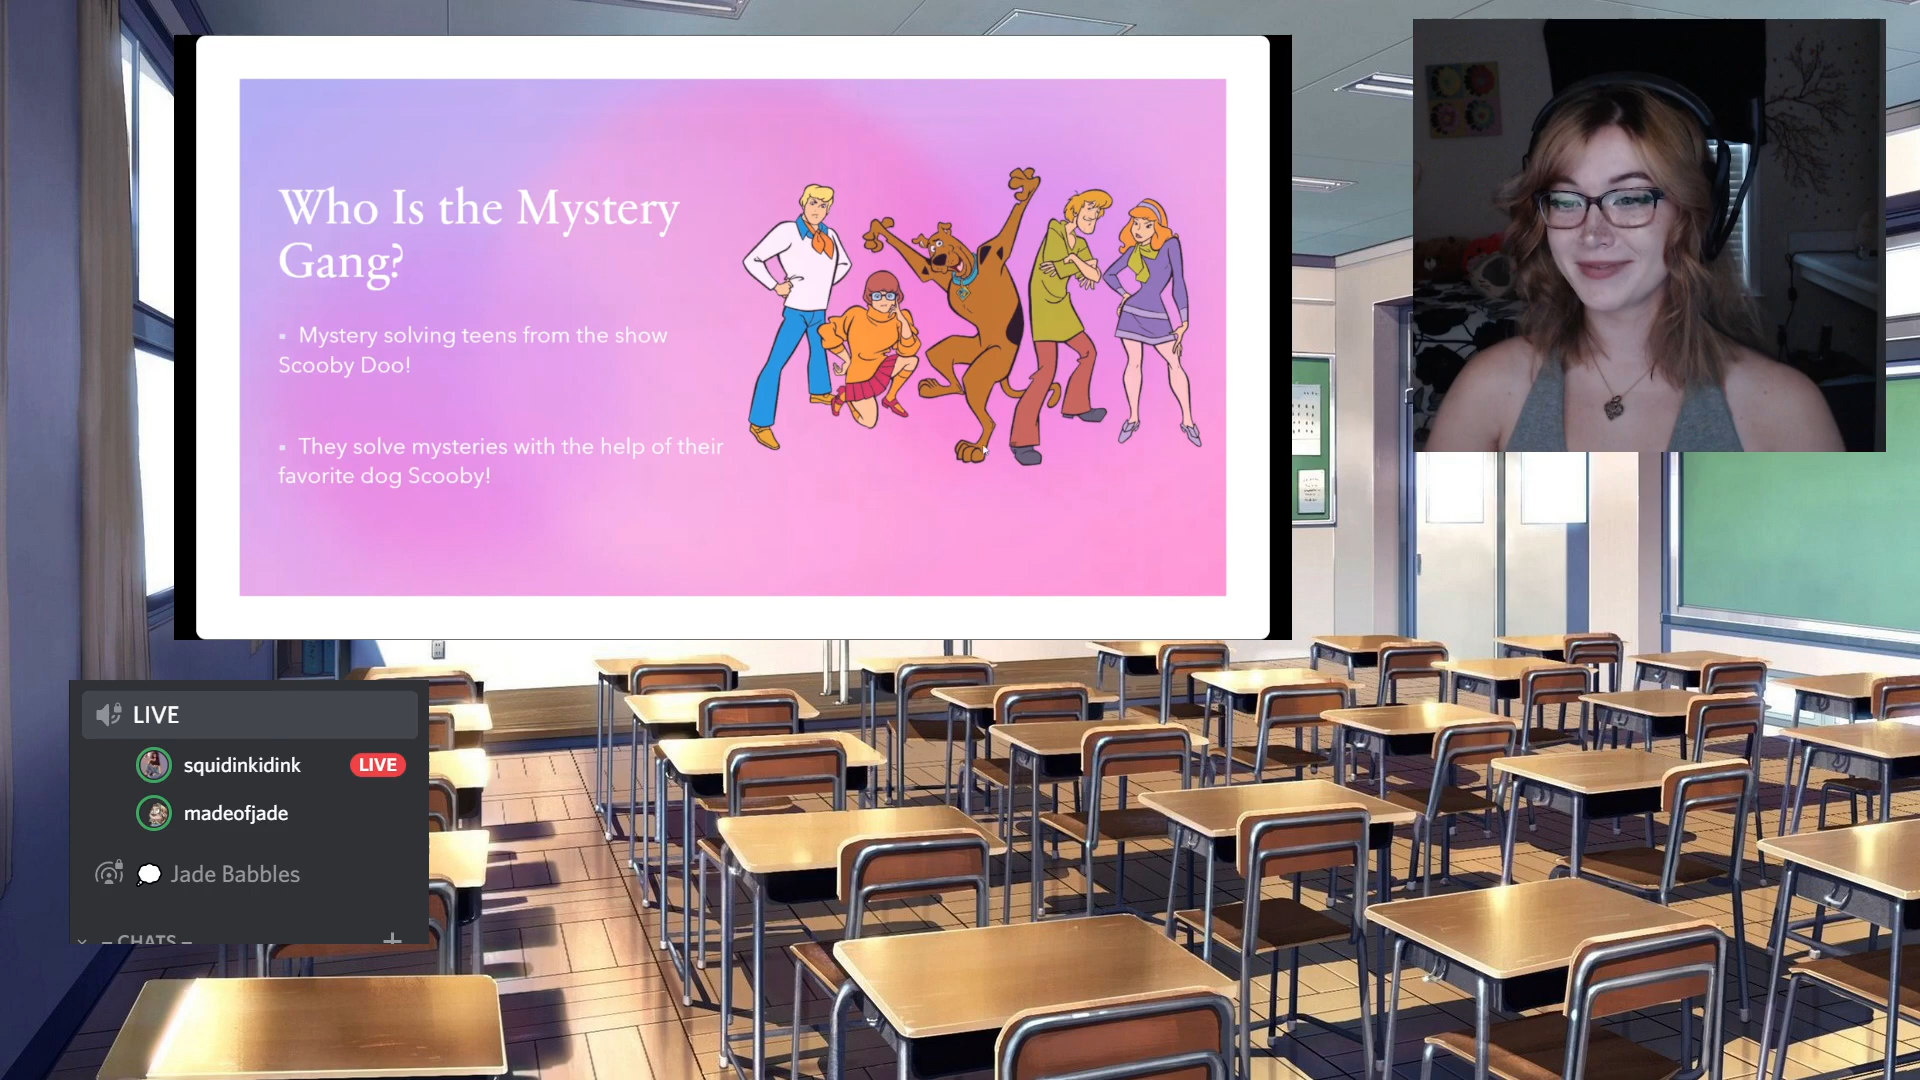 Who Is the Mystery
Gang?
▪ Mystery solving teens from the show
Scooby Doo!
▪ They solve mysteries with the help of their
favorite dog Scooby!
LIVE
squidinkidink LIVE
madeofjade
Jade Babbles
– CHATS –